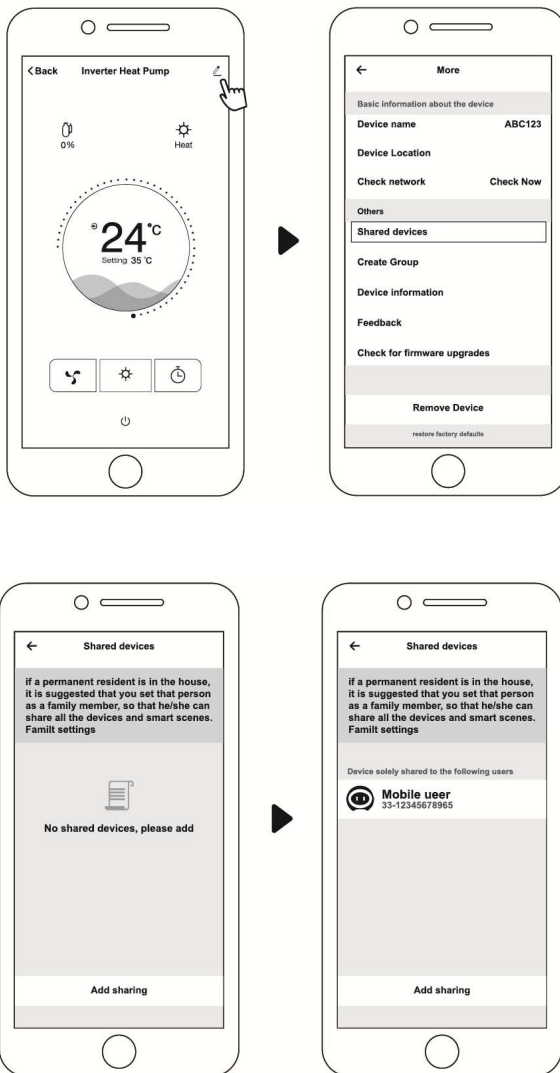 Back
Inverter Heat Pump
0%
Heat
24°C
Setting 35 °C
More
Basic information about the device
Device name ABC123
Device Location
Check network Check Now
Others
Shared devices
Create Group
Device information
Feedback
Check for firmware upgrades
Remove Device
restore factory defaults
Shared devices
if a permanent resident is in the house,
it is suggested that you set that person
as a family member, so that he/she can
share all the devices and smart scenes.
Familt settings
No shared devices, please add
Add sharing
Shared devices
if a permanent resident is in the house,
it is suggested that you set that person
as a family member, so that he/she can
share all the devices and smart scenes.
Familt settings
Device solely shared to the following users
Mobile ueer
33-12345678965
Add sharing